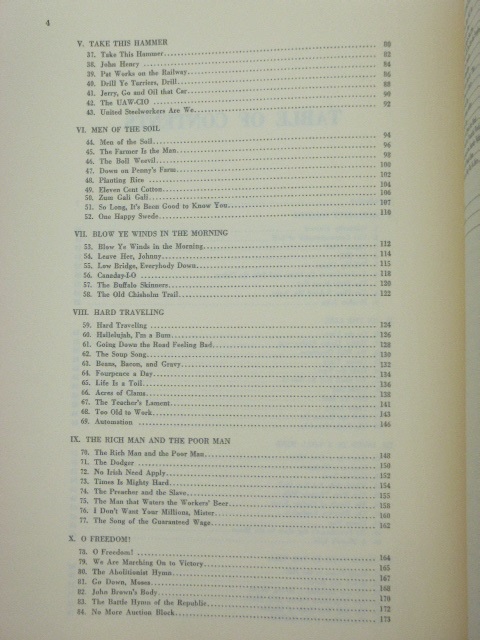 4
V. TAKE THIS HAMMER 80
37. Take This Hammer 82
38. John Henry 84
39. Pat Works on the Railway 86
40. Drill Ye Tarriers, Drill 88
41. Jerry, Go and Oil that Car 90
42. The UAW-CIO 92
43. United Steelworkers Are We
VI. MEN OF THE SOIL
44. Men of the Soil 94
45. The Farmer Is the Man 96
46. The Boll Weevil 98
47. Down on Penny's Farm 100
48. Planting Rice 102
49. Eleven Cent Cotton 104
50. Zum Gali Gali 106
51. So Long, It's Been Good to Know You 107
52. One Happy Swede 110
VII. BLOW YE WINDS IN THE MORNING
53. Blow Ye Winds in the Morning 112
54. Leave Her, Johnny 114
55. Low Bridge, Everybody Down 115
56. Canaday-I-O 118
57. The Buffalo Skinners 120
58. The Old Chisholm Trail 122
VIII. HARD TRAVELING
59. Hard Traveling 124
60. Hallelujah, I'm a Bum 126
61. Going Down the Road Feeling Bad 128
62. The Soup Song 130
63. Beans, Bacon, and Gravy 132
64. Fourpence a Day 134
65. Life Is a Toil 136
66. Acres of Clams 138
67. The Teacher's Lament 141
68. Too Old to Work 143
69. Automation 146
IX. THE RICH MAN AND THE POOR MAN
70. The Rich Man and the Poor Man 148
71. The Dodger 150
72. No Irish Need Apply 152
73. Times Is Mighty Hard 154
74. The Preacher and the Slave 155
75. The Man that Waters the Workers' Beer 158
76. I Don't Want Your Millions, Mister 160
77. The Song of the Guaranteed Wage 162
X. O FREEDOM!
78. O Freedom! 164
79. We Are Marching On to Victory 165
80. The Abolitionist Hymn 167
81. Go Down, Moses 168
82. John Brown's Body 170
83. The Battle Hymn of the Republic 172
84. No More Auction Block 173